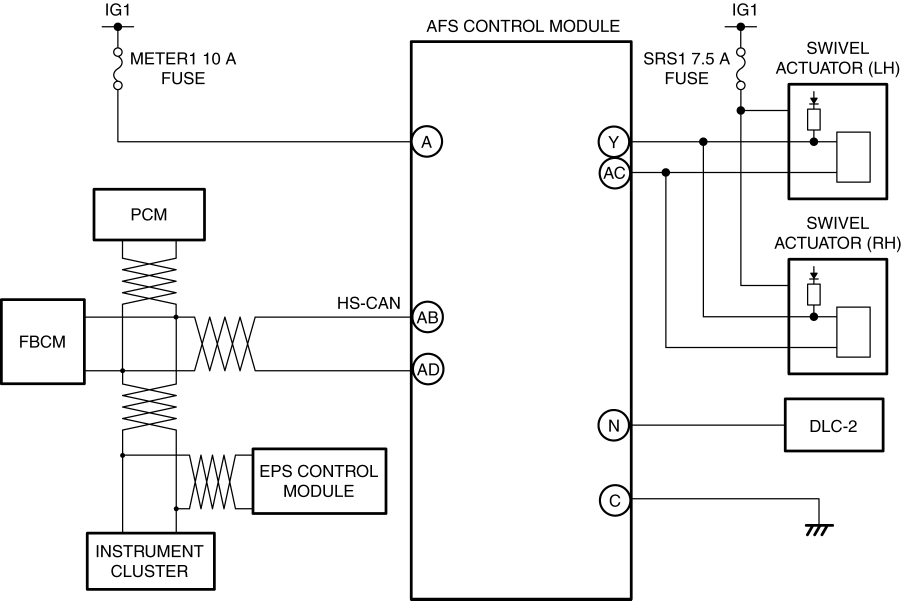 IG1
METER1 10 A
FUSE
AFS CONTROL MODULE
IG1
SRS1 7.5 A
FUSE
SWIVEL
ACTUATOR (LH)
A
Y
AC
PCM
SWIVEL
ACTUATOR (RH)
HS-CAN
AB
FBCM
AD
N
DLC-2
EPS CONTROL
MODULE
C
INSTRUMENT
CLUSTER